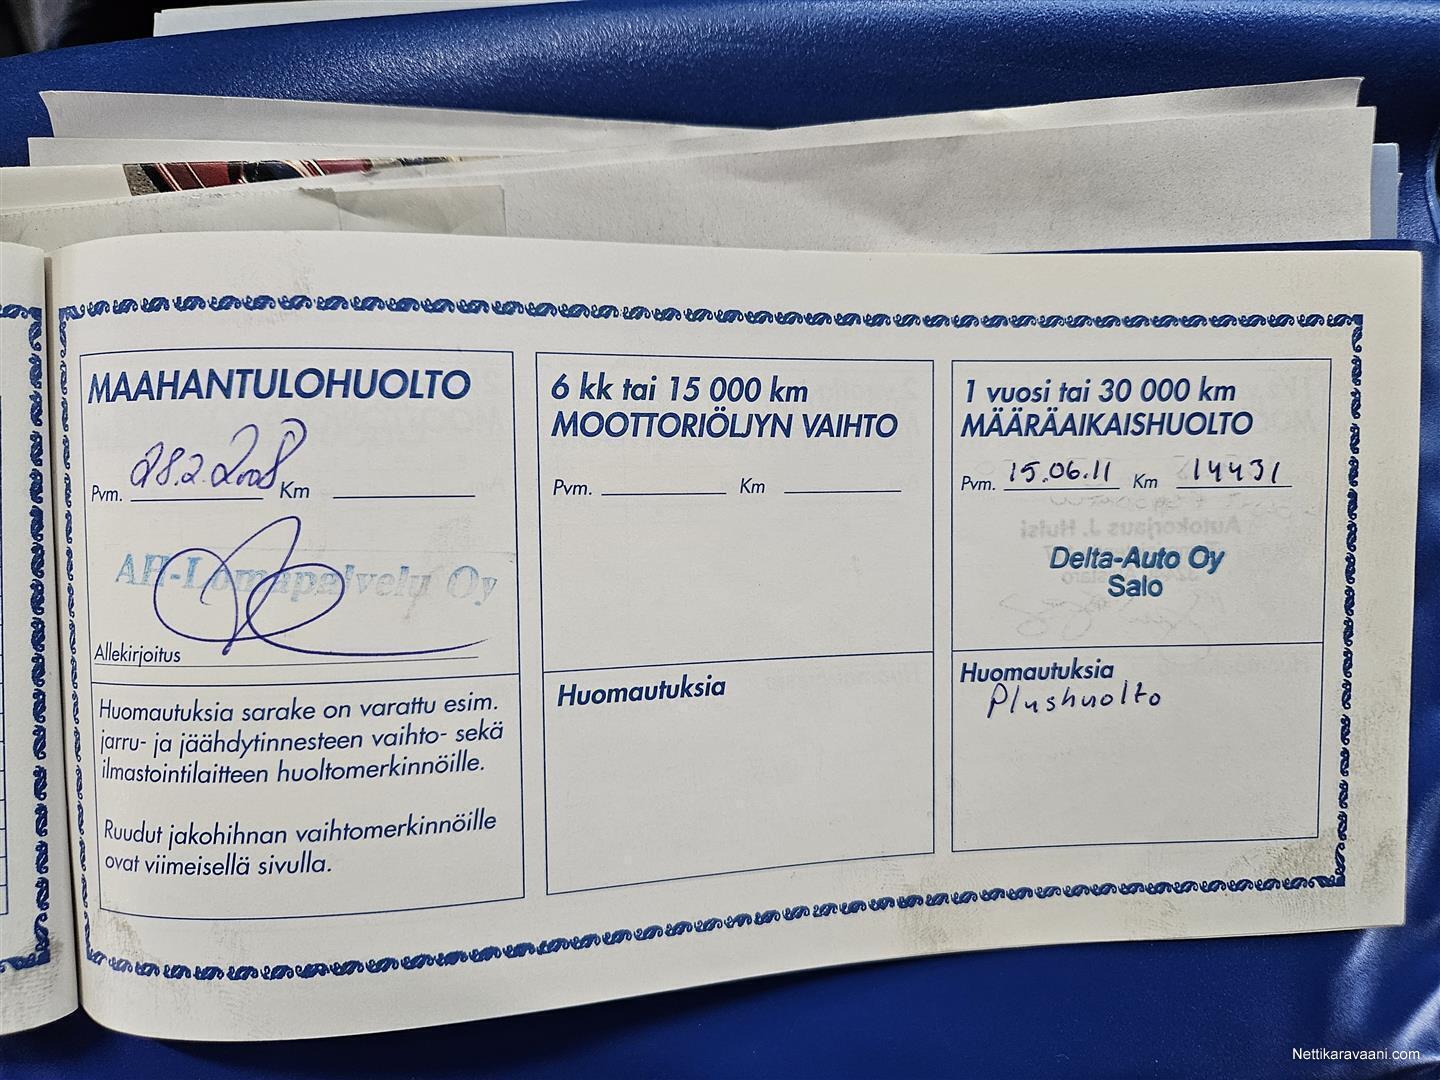 MAAHANTULOHUOLTO
Pvm. 28.2.2008 Km
AH-Lomapalvelu Oy
Allekirjoitus
Huomautuksia sarake on varattu esim.
jarru- ja jäähdytinnesteen vaihto- sekä
ilmastointilaitteen huoltomerkinnöille.
Ruudut jakohihnan vaihtomerkinnöille
ovat viimeisellä sivulla.
6 kk tai 15 000 km
MOOTTORIÖLJYN VAIHTO
Pvm. Km
Huomautuksia
1 vuosi tai 30 000 km
MÄÄRÄAIKAISHUOLTO
Pvm. 15.06.11 Km 14431
Delta-Auto Oy
Salo
Huomautuksia
Plushuolto
Nettikaravaani.com